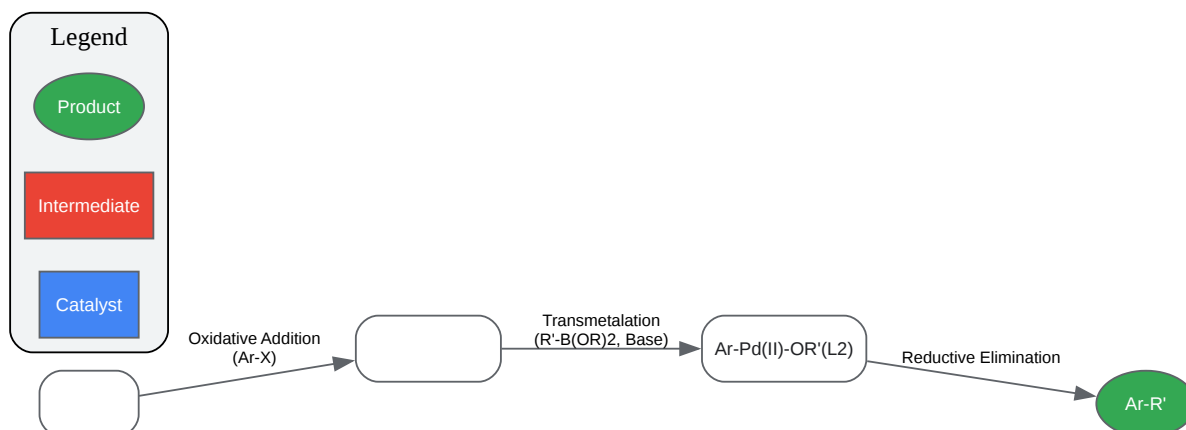 Legend
Product
Intermediate
Catalyst
Oxidative Addition
(Ar-X)
Transmetalation
(R'-B(OR)2, Base)
Ar-Pd(II)-OR'(L2)
Reductive Elimination
Ar-R'